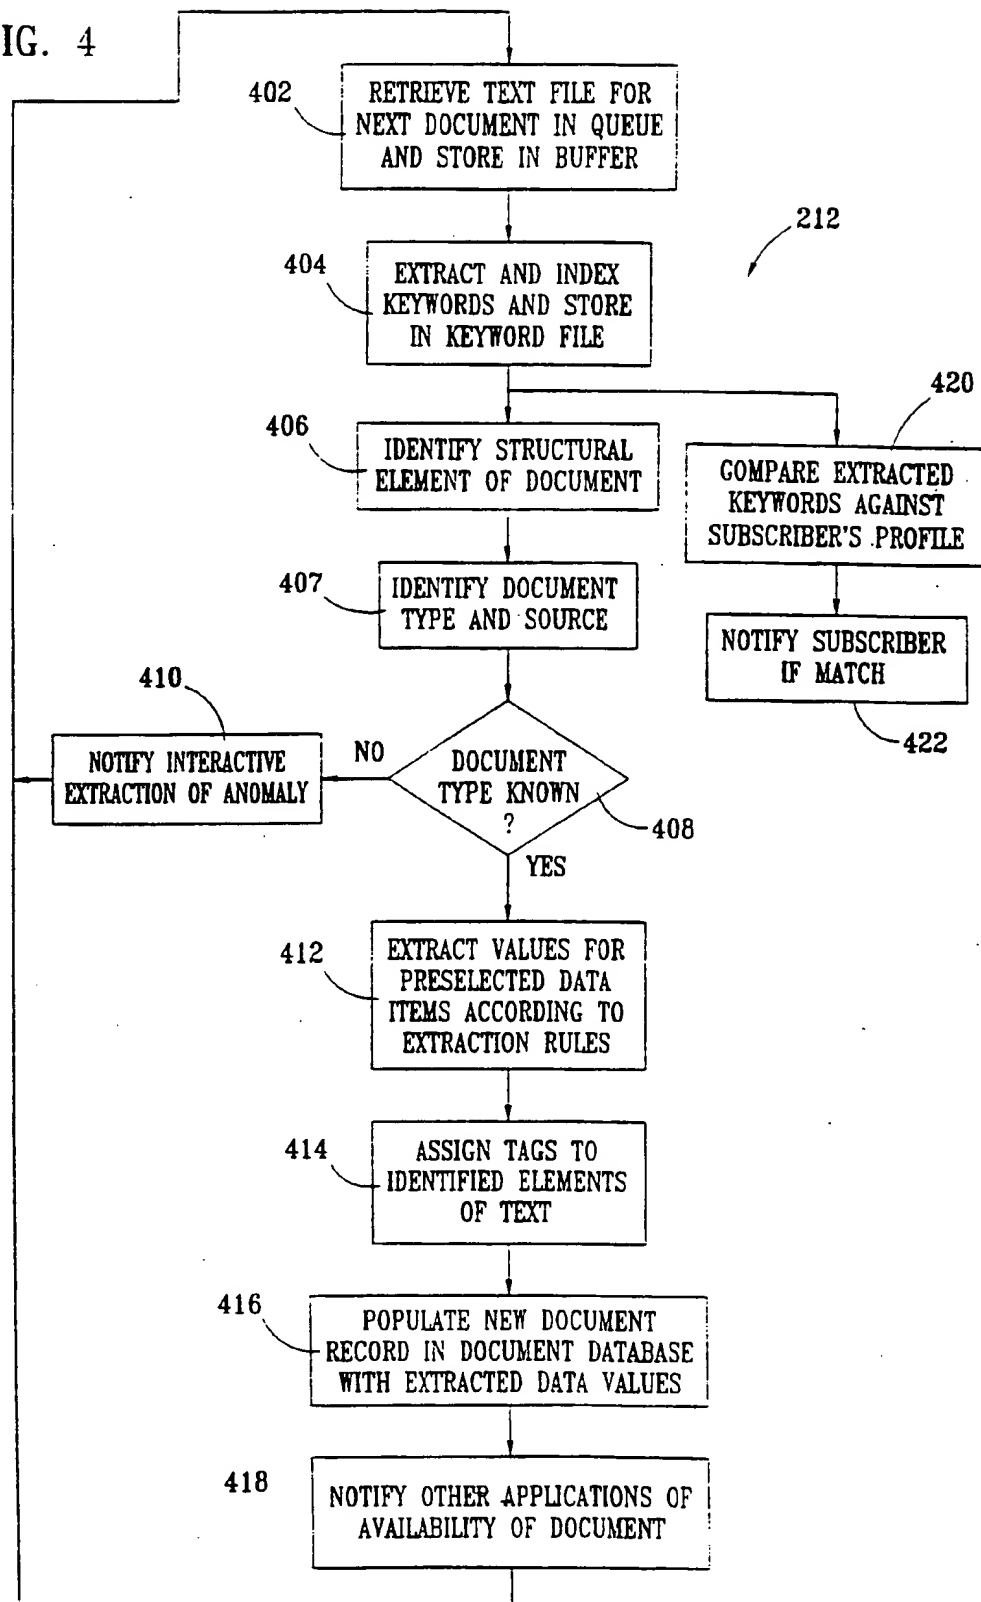 IG. 4
402
RETRIEVE TEXT FILE FOR
NEXT DOCUMENT IN QUEUE
AND STORE IN BUFFER
212
404
EXTRACT AND INDEX
KEYWORDS AND STORE
IN KEYWORD FILE
420
406
IDENTIFY STRUCTURAL
ELEMENT OF DOCUMENT
COMPARE EXTRACTED
KEYWORDS AGAINST
SUBSCRIBER'S PROFILE
407
IDENTIFY DOCUMENT
TYPE AND SOURCE
NOTIFY SUBSCRIBER
IF MATCH
422
410
NOTIFY INTERACTIVE
EXTRACTION OF ANOMALY
NO
DOCUMENT
TYPE KNOWN
?
408
YES
412
EXTRACT VALUES FOR
PRESELECTED DATA
ITEMS ACCORDING TO
EXTRACTION RULES
414
ASSIGN TAGS TO
IDENTIFIED ELEMENTS
OF TEXT
416
POPULATE NEW DOCUMENT
RECORD IN DOCUMENT DATABASE
WITH EXTRACTED DATA VALUES
418
NOTIFY OTHER APPLICATIONS OF
AVAILABILITY OF DOCUMENT